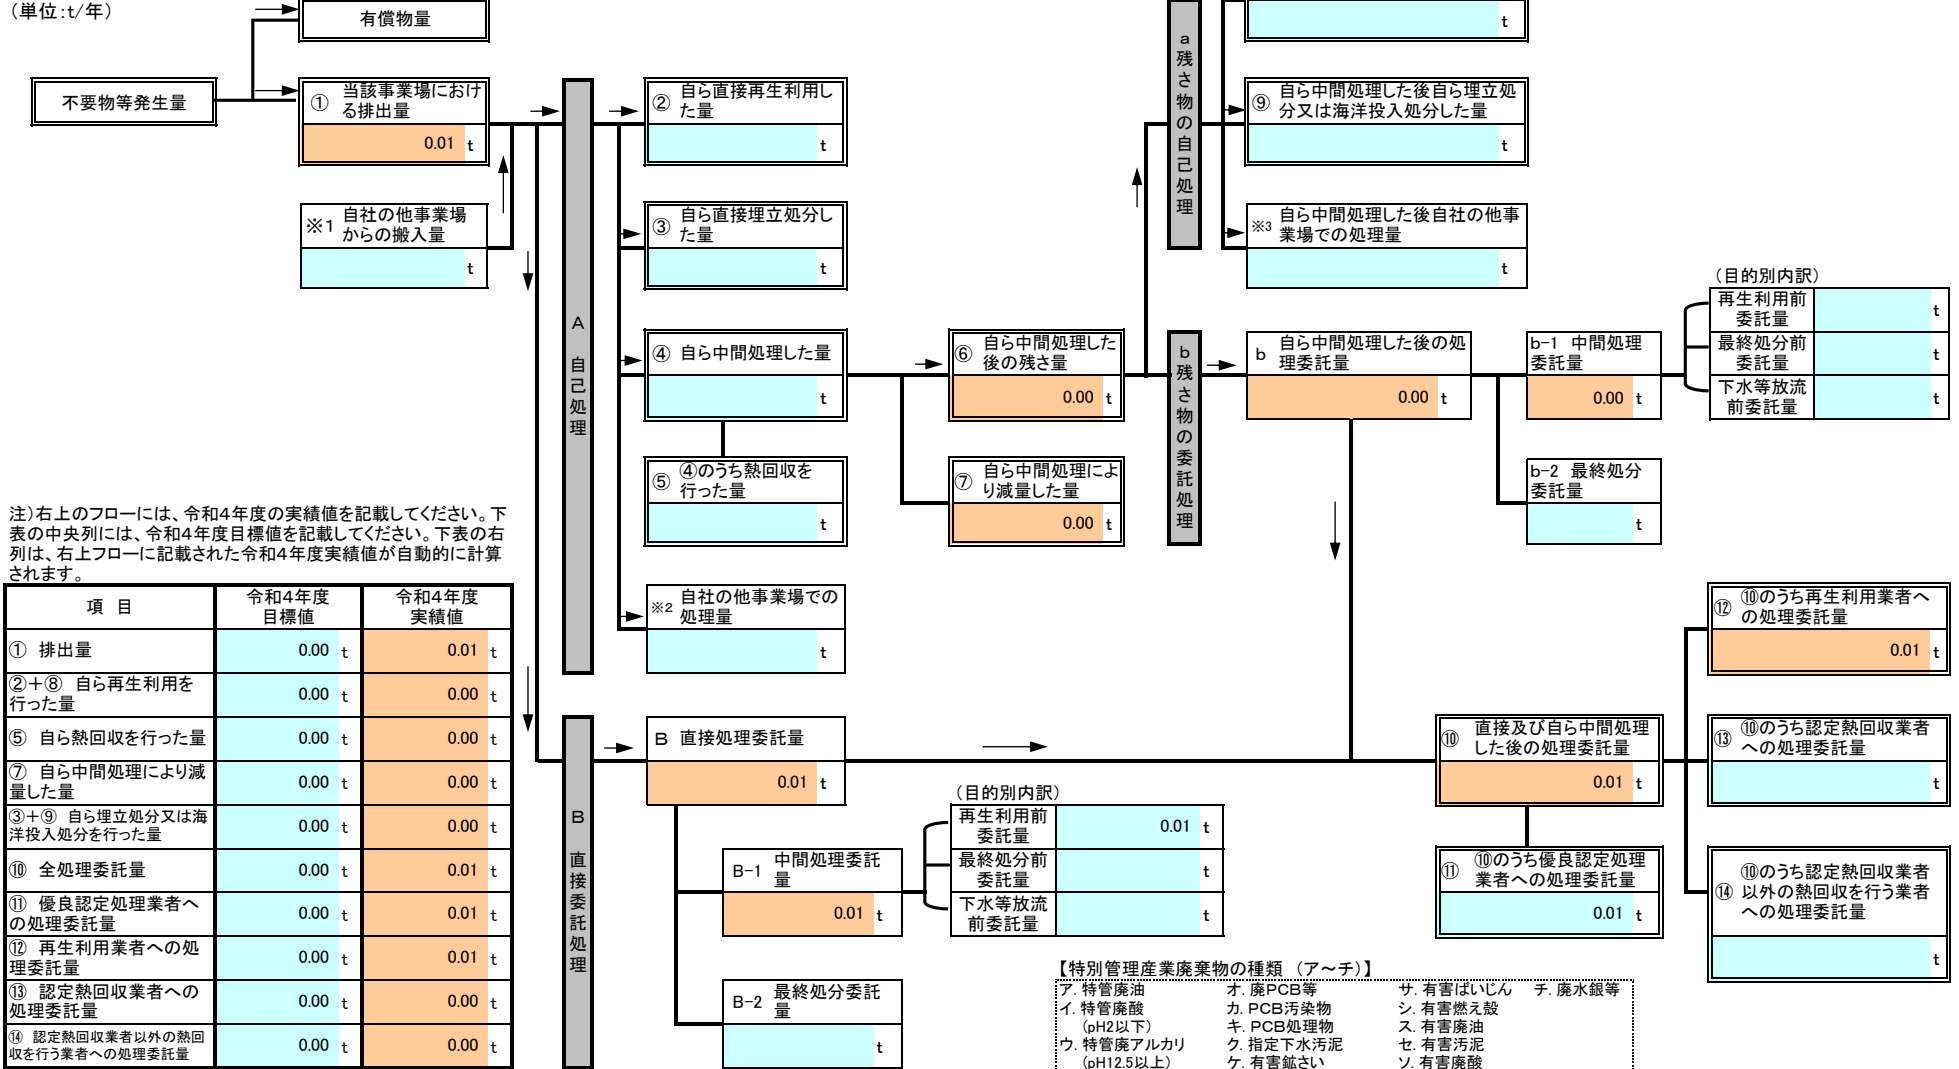 （単位：t/年）
有償物量
不要物等発生量
① 当該事業場におけ
る排出量
0.01 t
※1 自社の他事業場
からの搬入量
t
A 自己処理
② 自ら直接再生利用し
た量
t
③ 自ら直接埋立処分し
た量
t
④ 自ら中間処理した量
t
⑤ ④のうち熱回収を
行った量
t
※2 自社の他事業場での
処理量
t
⑥ 自ら中間処理した
後の残さ量
0.00 t
⑦ 自ら中間処理によ
り減量した量
0.00 t
a 残さ物の自己処理
t
⑨ 自ら中間処理した後自ら埋立処
分又は海洋投入処分した量
t
※3 自ら中間処理した後自社の他事
業場での処理量
t
b 残さ物の委託処理
b 自ら中間処理した後の処
理委託量
0.00 t
b-1 中間処理
委託量
0.00 t
b-2 最終処分
委託量
t
（目的別内訳）
再生利用前
委託量
t
最終処分前
委託量
t
下水等放流
前委託量
t
注）右上のフローには、令和４年度の実績値を記載してください。下
表の中央列には、令和４年度目標値を記載してください。下表の右
列は、右上フローに記載された令和４年度実績値が自動的に計算
されます。
項 目
令和４年度
目標値
令和４年度
実績値
① 排出量 0.00 t 0.01 t
②＋⑧ 自ら再生利用を
行った量 0.00 t 0.00 t
⑤ 自ら熱回収を行った量 0.00 t 0.00 t
⑦ 自ら中間処理により減
量した量 0.00 t 0.00 t
③＋⑨ 自ら埋立処分又は海
洋投入処分を行った量 0.00 t 0.00 t
⑩ 全処理委託量 0.00 t 0.01 t
⑪ 優良認定処理業者へ
の処理委託量 0.00 t 0.01 t
⑫ 再生利用業者への処
理委託量 0.00 t 0.01 t
⑬ 認定熱回収業者への
処理委託量 0.00 t 0.00 t
⑭ 認定熱回収業者以外の熱回
収を行う業者への処理委託量 0.00 t 0.00 t
B 直接委託処理
B 直接処理委託量
0.01 t
B-1 中間処理委託
量
0.01 t
B-2 最終処分委託
量
t
（目的別内訳）
再生利用前
委託量
0.01 t
最終処分前
委託量
t
下水等放流
前委託量
t
⑩ 直接及び自ら中間処理
した後の処理委託量
0.01 t
⑪ ⑩のうち優良認定処理
業者への処理委託量
0.01 t
⑫ ⑩のうち再生利用業者へ
の処理委託量
0.01 t
⑬ ⑩のうち認定熱回収業者
への処理委託量
t
⑭ ⑩のうち認定熱回収業者
以外の熱回収を行う業者
への処理委託量
t
【特別管理産業廃棄物の種類 （ア～チ）】
ア. 特管廃油 オ. 廃PCB等 サ. 有害ばいじん チ. 廃水銀等
イ. 特管廃酸 カ. PCB汚染物 シ. 有害燃え殻
（pH2以下） キ. PCB処理物 ス. 有害廃油
ウ. 特管廃アルカリ ク. 指定下水汚泥 セ. 有害汚泥
（pH12.5以上） ケ. 有害鉱さい ソ. 有害廃酸